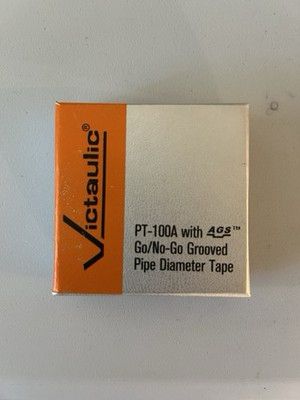 Victaulic®
PT-100A with AGS™
Go/No-Go Grooved
Pipe Diameter Tape